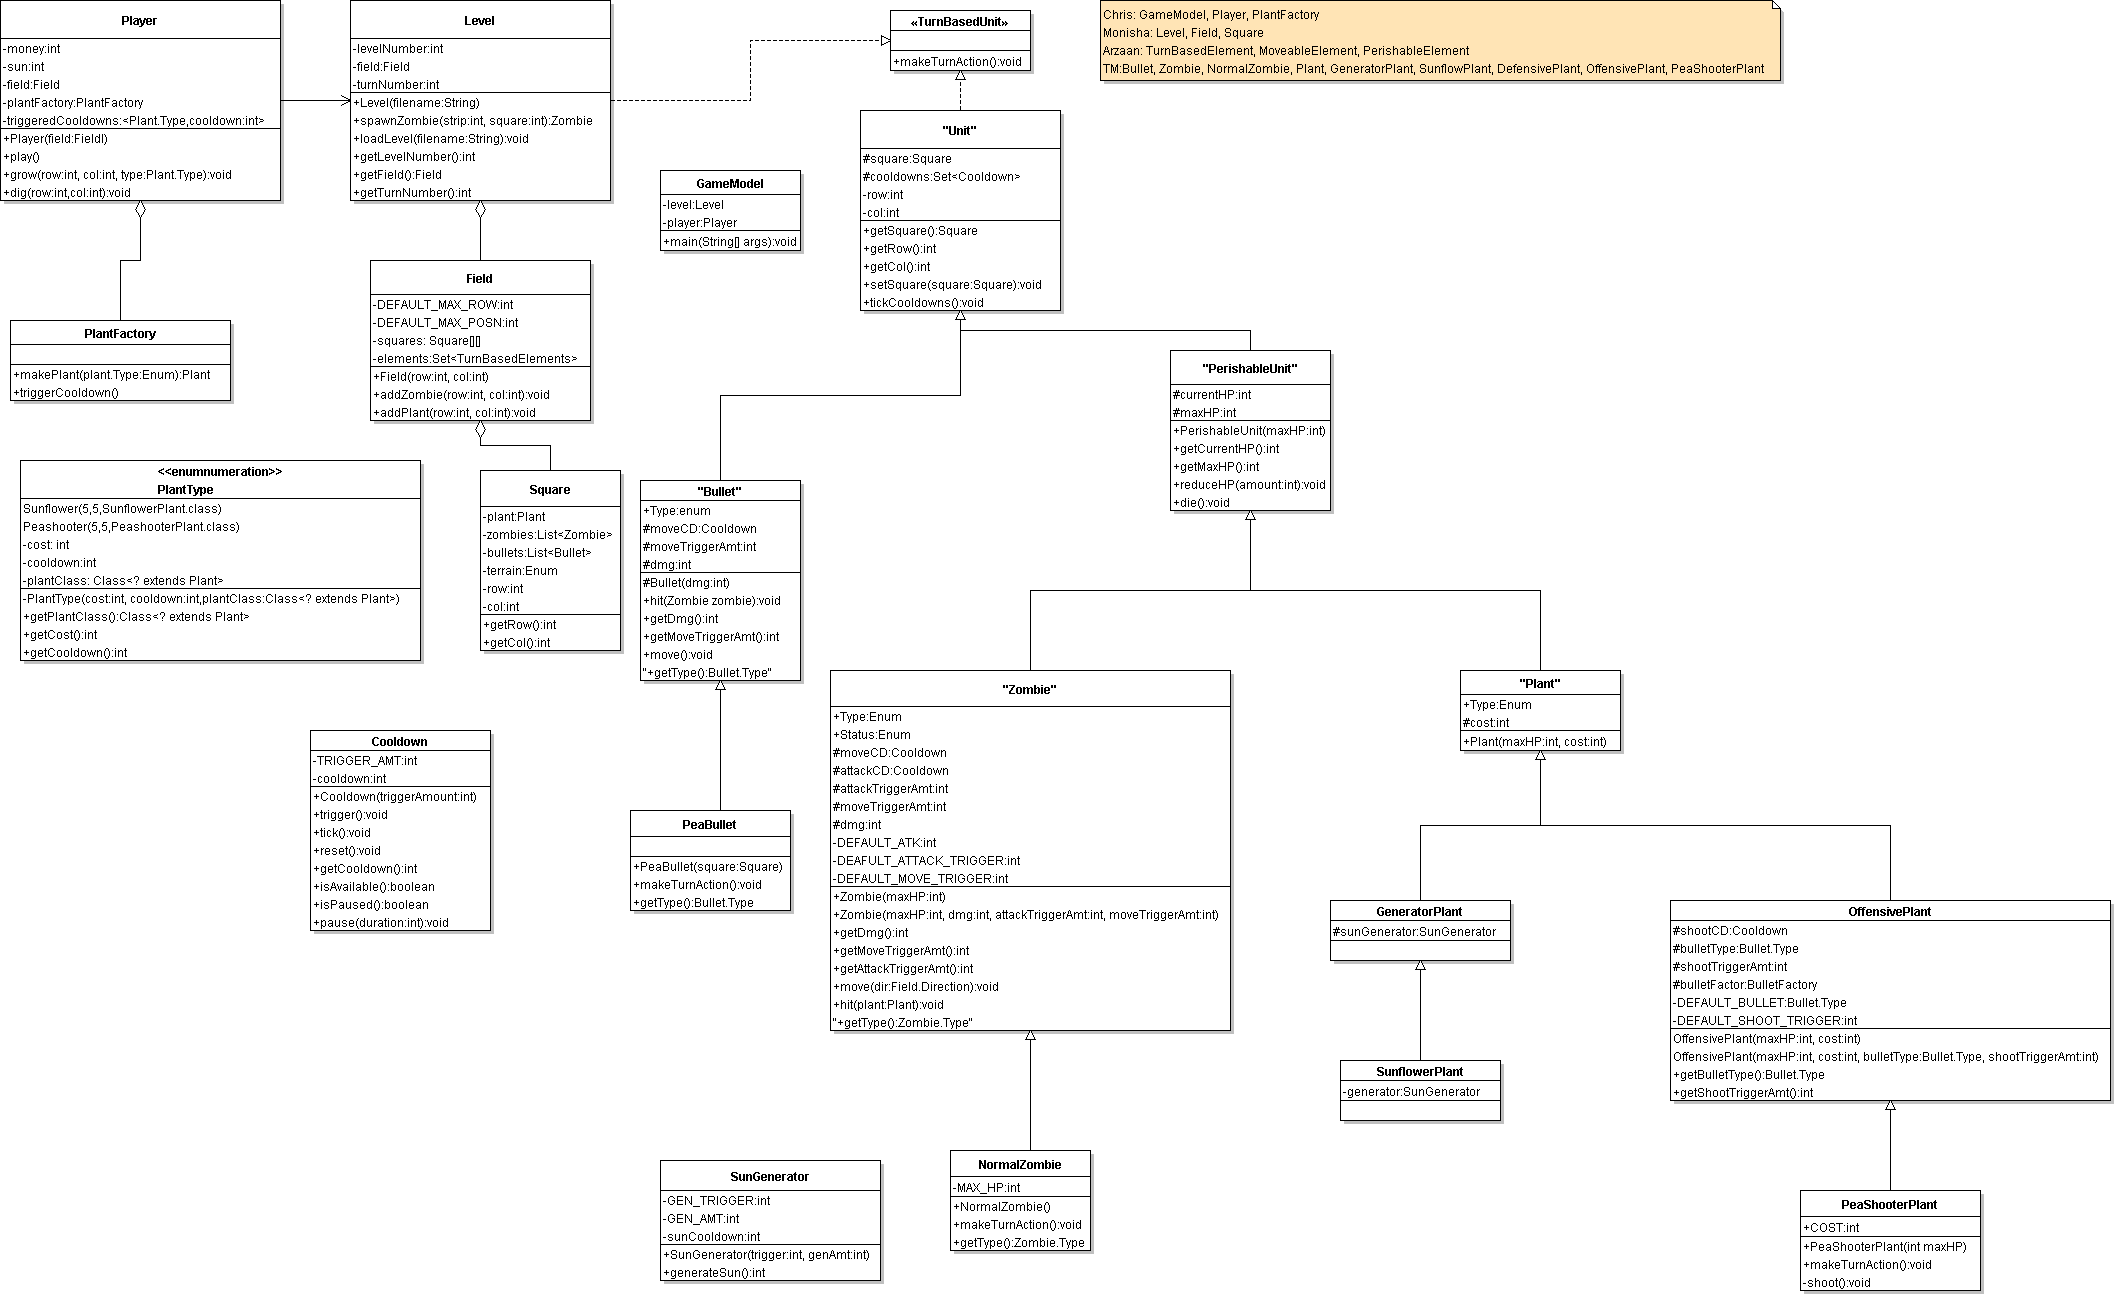 Player
-money:int
-sun:int
-field:Field
-plantFactory:PlantFactory
-triggeredCooldowns:<Plant.Type,cooldown:int>
+Player(field:Fieldl)
+play()
+grow(row:int, col:int, type:Plant.Type):void
+dig(row:int,col:int):void
Level
-levelNumber:int
-field:Field
-turnNumber:int
+Level(filename:String)
+spawnZombie(strip:int, square:int):Zombie
+loadLevel(filename:String):void
+getLevelNumber():int
+getField():Field
+getTurnNumber():int
«TurnBasedUnit»
+makeTurnAction():void
Chris: GameModel, Player, PlantFactory
Monisha: Level, Field, Square
Arzaan: TurnBasedElement, MoveableElement, PerishableElement
TM:Bullet, Zombie, NormalZombie, Plant, GeneratorPlant, SunflowPlant, DefensivePlant, OffensivePlant, PeaShooterPlant
"Unit"
#square:Square
#cooldowns:Set<Cooldown>
-row:int
-col:int
+getSquare():Square
+getRow():int
+getCol():int
+setSquare(square:Square):void
+tickCooldowns():void
GameModel
-level:Level
-player:Player
+main(String[] args):void
Field
-DEFAULT_MAX_ROW:int
-DEFAULT_MAX_POSN:int
-squares: Square[][]
-elements:Set<TurnBasedElements>
+Field(row:int, col:int)
+addZombie(row:int, col:int):void
+addPlant(row:int, col:int):void
PlantFactory
+makePlant(plant.Type:Enum):Plant
+triggerCooldown()
"PerishableUnit"
#currentHP:int
#maxHP:int
+PerishableUnit(maxHP:int)
+getCurrentHP():int
+getMaxHP():int
+reduceHP(amount:int):void
+die():void
<<enumnumeration>>
PlantType
Sunflower(5,5,SunflowerPlant.class)
Peashooter(5,5,PeashooterPlant.class)
-cost: int
-cooldown:int
-plantClass: Class<? extends Plant>
-PlantType(cost:int, cooldown:int,plantClass:Class<? extends Plant>)
+getPlantClass():Class<? extends Plant>
+getCost():int
+getCooldown():int
Square
-plant:Plant
-zombies:List<Zombie>
-bullets:List<Bullet>
-terrain:Enum
-row:int
-col:int
+getRow():int
+getCol():int
"Bullet"
+Type:enum
#moveCD:Cooldown
#moveTriggerAmt:int
#dmg:int
#Bullet(dmg:int)
+hit(Zombie zombie):void
+getDmg():int
+getMoveTriggerAmt():int
+move():void
"+getType():Bullet.Type"
"Zombie"
+Type:Enum
+Status:Enum
#moveCD:Cooldown
#attackCD:Cooldown
#attackTriggerAmt:int
#moveTriggerAmt:int
#dmg:int
-DEFAULT_ATK:int
-DEAFULT_ATTACK_TRIGGER:int
-DEFAULT_MOVE_TRIGGER:int
+Zombie(maxHP:int)
+Zombie(maxHP:int, dmg:int, attackTriggerAmt:int, moveTriggerAmt:int)
+getDmg():int
+getMoveTriggerAmt():int
+getAttackTriggerAmt():int
+move(dir:Field.Direction):void
+hit(plant:Plant):void
"+getType():Zombie.Type"
"Plant"
+Type:Enum
#cost:int
+Plant(maxHP:int, cost:int)
Cooldown
-TRIGGER_AMT:int
-cooldown:int
+Cooldown(triggerAmount:int)
+trigger():void
+tick():void
+reset():void
+getCooldown():int
+isAvailable():boolean
+isPaused():boolean
+pause(duration:int):void
PeaBullet
+PeaBullet(square:Square)
+makeTurnAction():void
+getType():Bullet.Type
GeneratorPlant
#sunGenerator:SunGenerator
OffensivePlant
#shootCD:Cooldown
#bulletType:Bullet.Type
#shootTriggerAmt:int
#bulletFactor:BulletFactory
-DEFAULT_BULLET:Bullet.Type
-DEFAULT_SHOOT_TRIGGER:int
OffensivePlant(maxHP:int, cost:int)
OffensivePlant(maxHP:int, cost:int, bulletType:Bullet.Type, shootTriggerAmt:int)
+getBulletType():Bullet.Type
+getShootTriggerAmt():int
SunflowerPlant
-generator:SunGenerator
SunGenerator
-GEN_TRIGGER:int
-GEN_AMT:int
-sunCooldown:int
+SunGenerator(trigger:int, genAmt:int)
+generateSun():int
NormalZombie
-MAX_HP:int
+NormalZombie()
+makeTurnAction():void
+getType():Zombie.Type
PeaShooterPlant
+COST:int
+PeaShooterPlant(int maxHP)
+makeTurnAction():void
-shoot():void